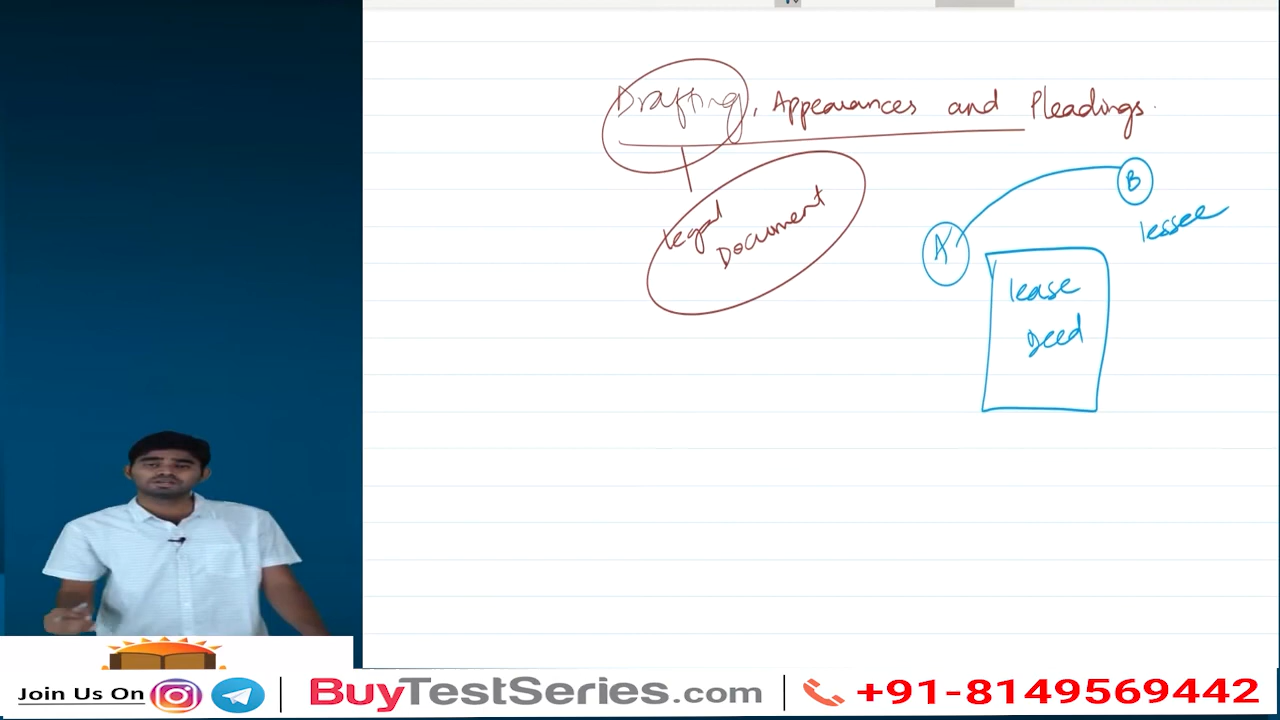 Drafting, Appearances and Pleadings.
Legal
Document
A
B
lessee
lease
deed
Join Us On
BuyTestSeries.com
+91-8149569442